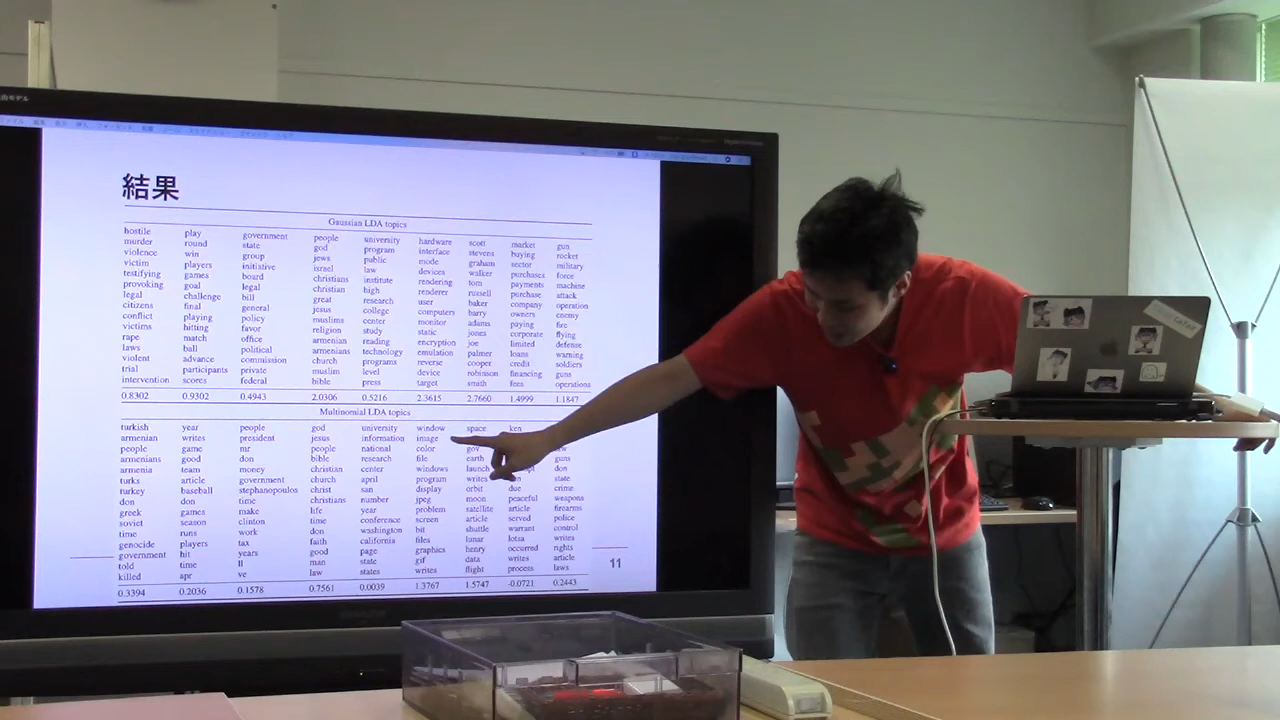 結果
Gaussian LDA topics
hostile play government people university hardware scott market gun
murder round state god program interface stevens buying rocket
violence win group jews public mode graham sector military
victim players initiative israel law devices walker purchases force
testifying games board christians institute rendering tom payments machine
provoking goal legal christian high renderer russell purchase attack
legal challenge bill great research user baker company operation
citizens final general jesus college computers barry owners enemy
conflict playing policy muslims center monitor adams paying fire
victims hitting favor religion study static jones corporate flying
rape match office armenian reading encryption joe limited defense
laws ball political armenians technology emulation palmer loans warning
violent advance commission church programs reverse cooper credit soldiers
trial participants private muslim level device robinson financing guns
intervention scores federal bible press target smith fees operations
0.8302 0.9302 0.4943 2.0306 0.5216 2.3615 2.7660 1.4999 1.1847
Multinomial LDA topics
turkish year people god university window space ken
armenian writes president jesus information image
people game mr people national color gov
armenians good don bible research file earth guns
armenia team money christian center windows launch don
turks article government church april program writes state
turkey baseball stephanopoulos christ san display orbit due crime
don don time christians number jpeg moon peaceful weapons
greek games make life year problem satellite article firearms
soviet season clinton time conference screen article served police
time runs work don washington bit shuttle warrant control
genocide players tax faith california files lunar lotsa writes
government hit years good page graphics henry occurred rights
told time ll man state gif data writes article
killed apr ve law states writes flight process laws
0.3394 0.2036 0.1578 0.7561 0.0039 1.3767 1.5747 -0.0721 0.2443
11